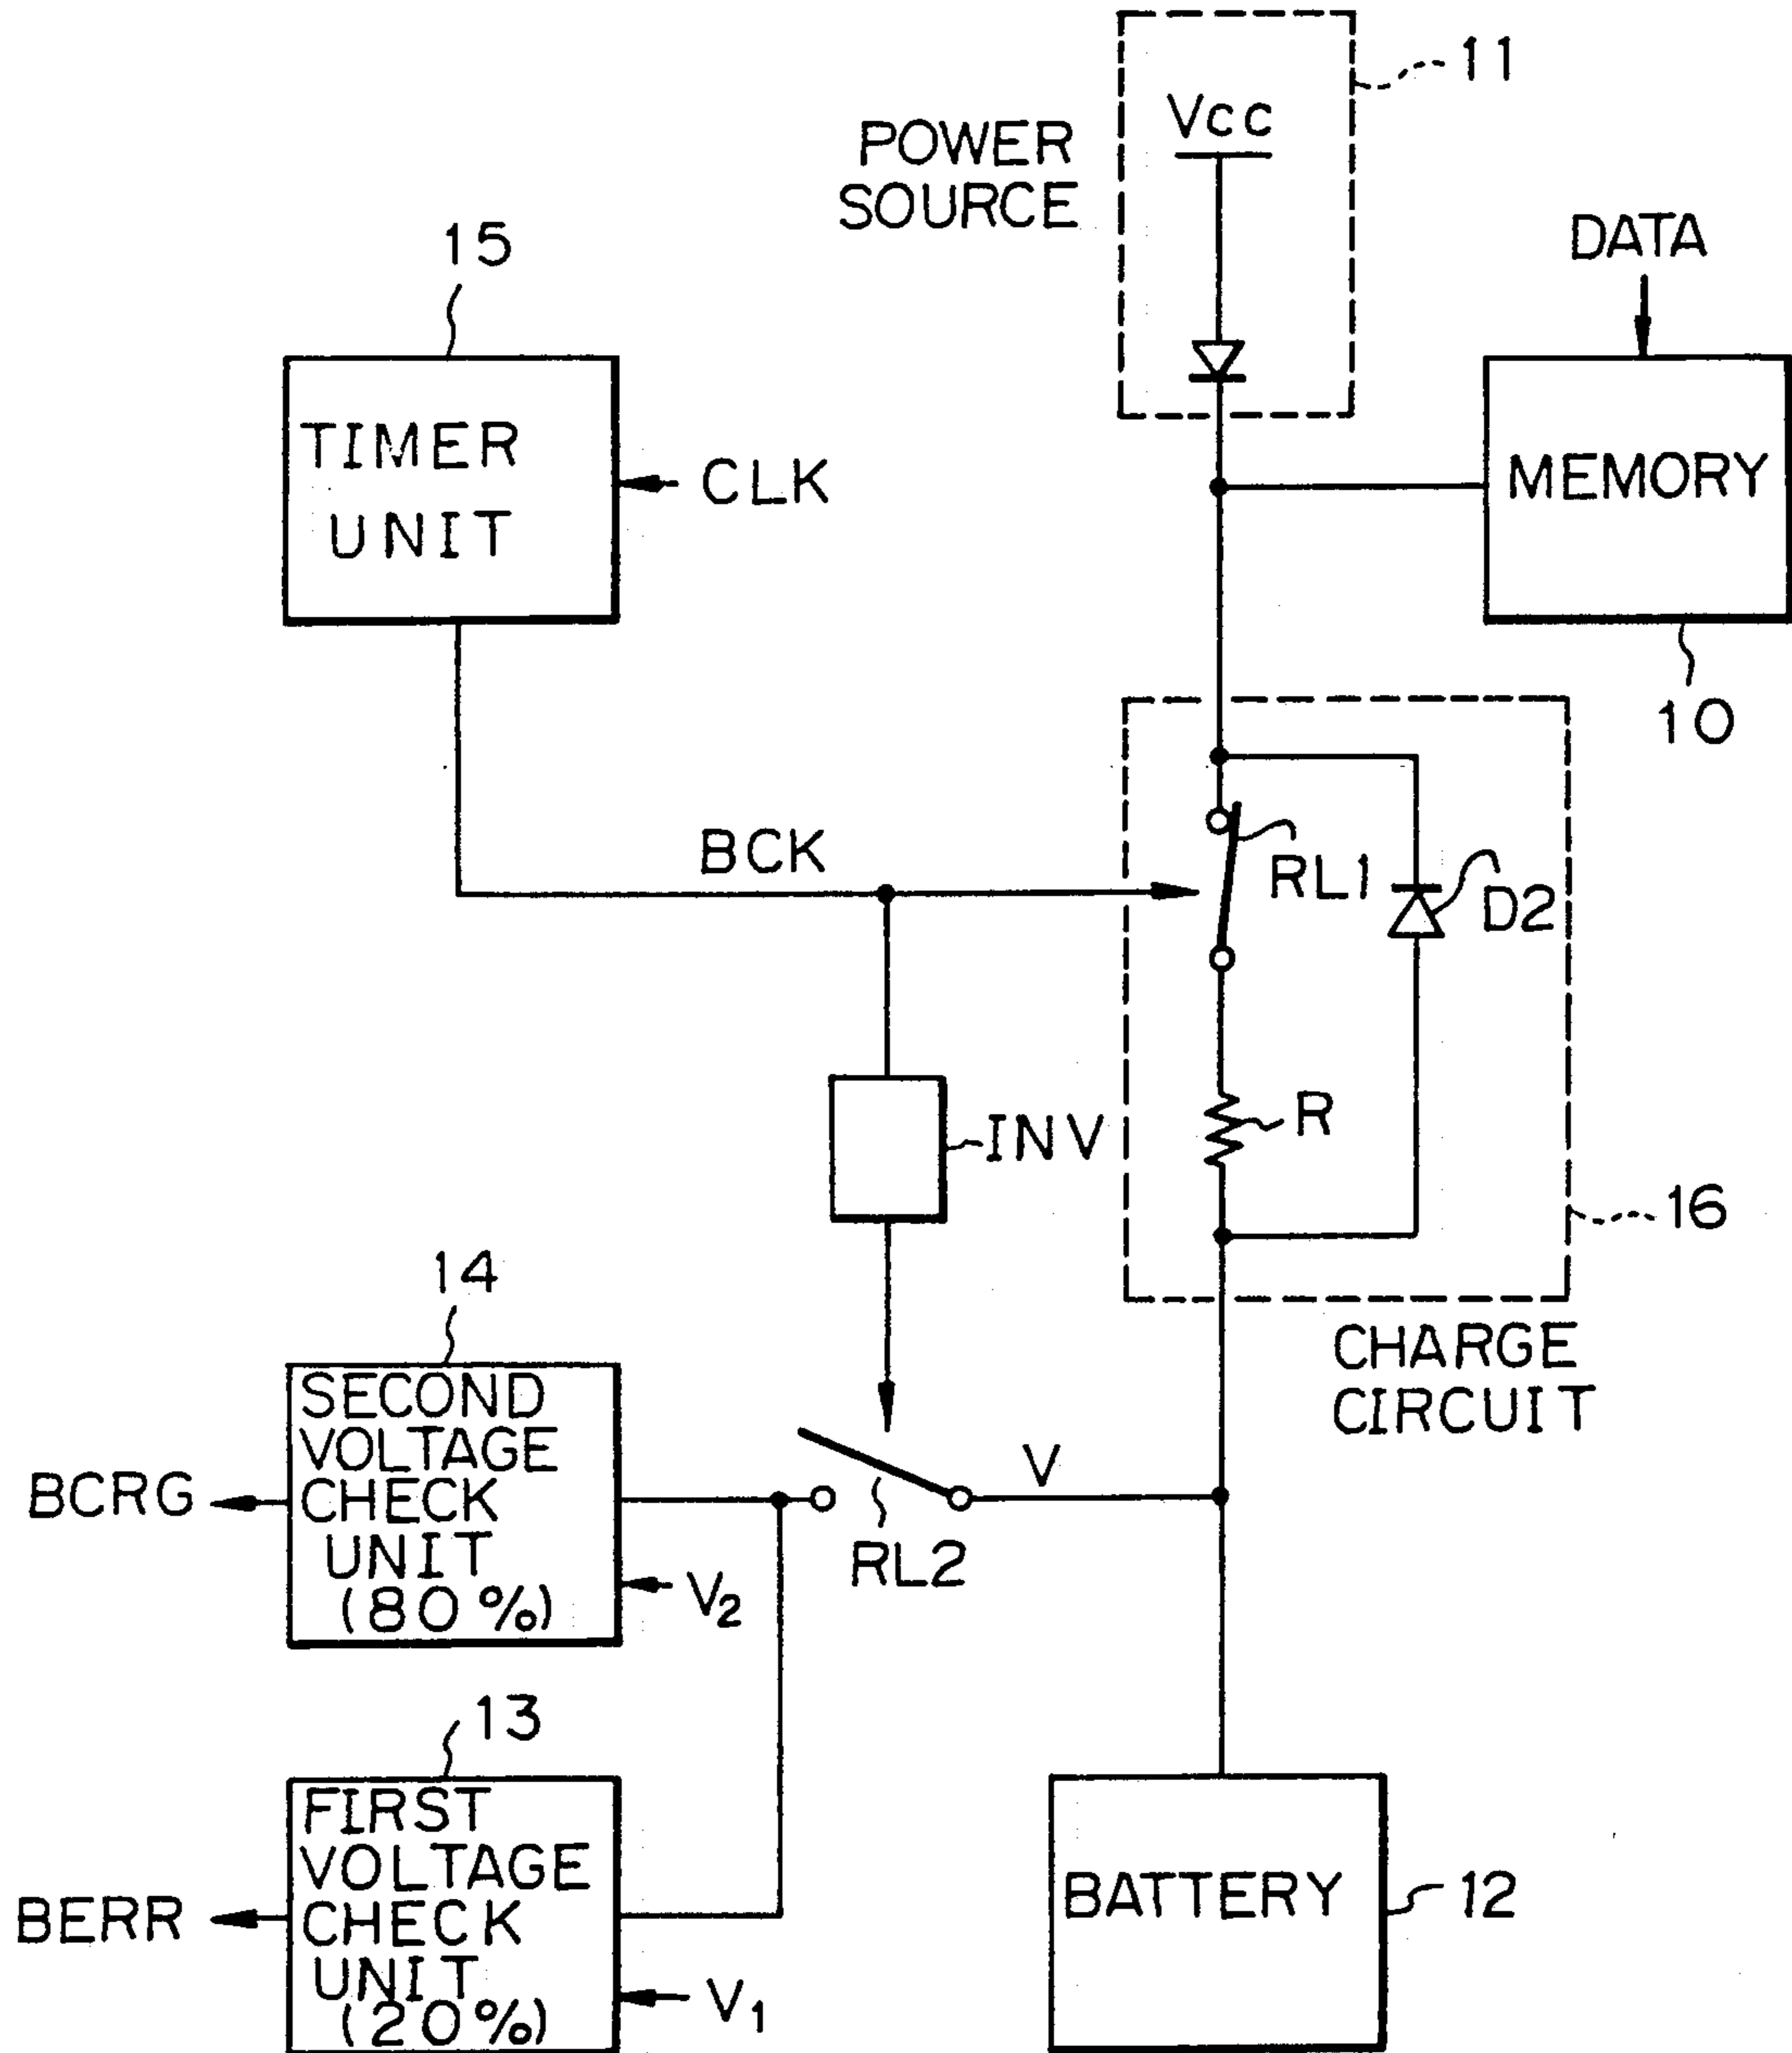 11
Vcc
POWER
SOURCE
DATA
15
TIMER
UNIT
CLK
MEMORY
10
BCK
RL1
D2
INV
R
16
14
CHARGE
CIRCUIT
SECOND
VOLTAGE
CHECK
UNIT
(80%)
BCRG
V
RL2
V2
13
FIRST
VOLTAGE
CHECK
UNIT
(20%)
BERR
V1
BATTERY
12